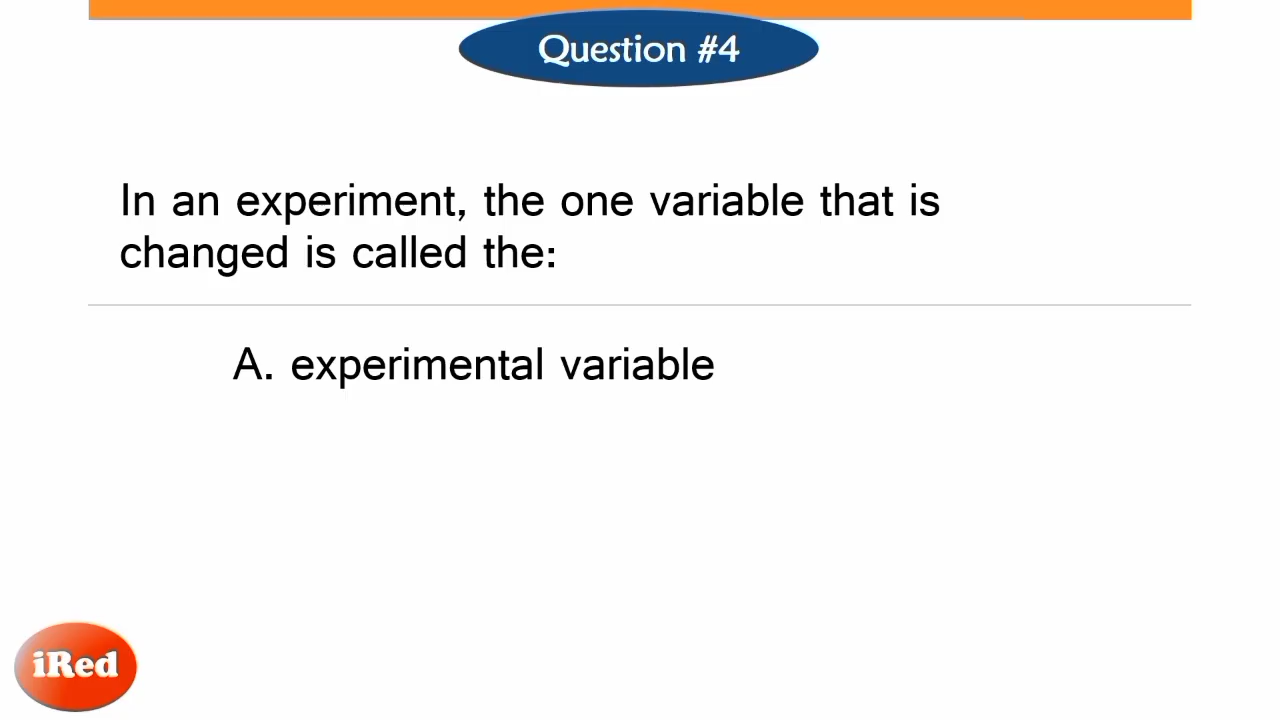 Question #4
In an experiment, the one variable that is
changed is called the:
A. experimental variable
iRed